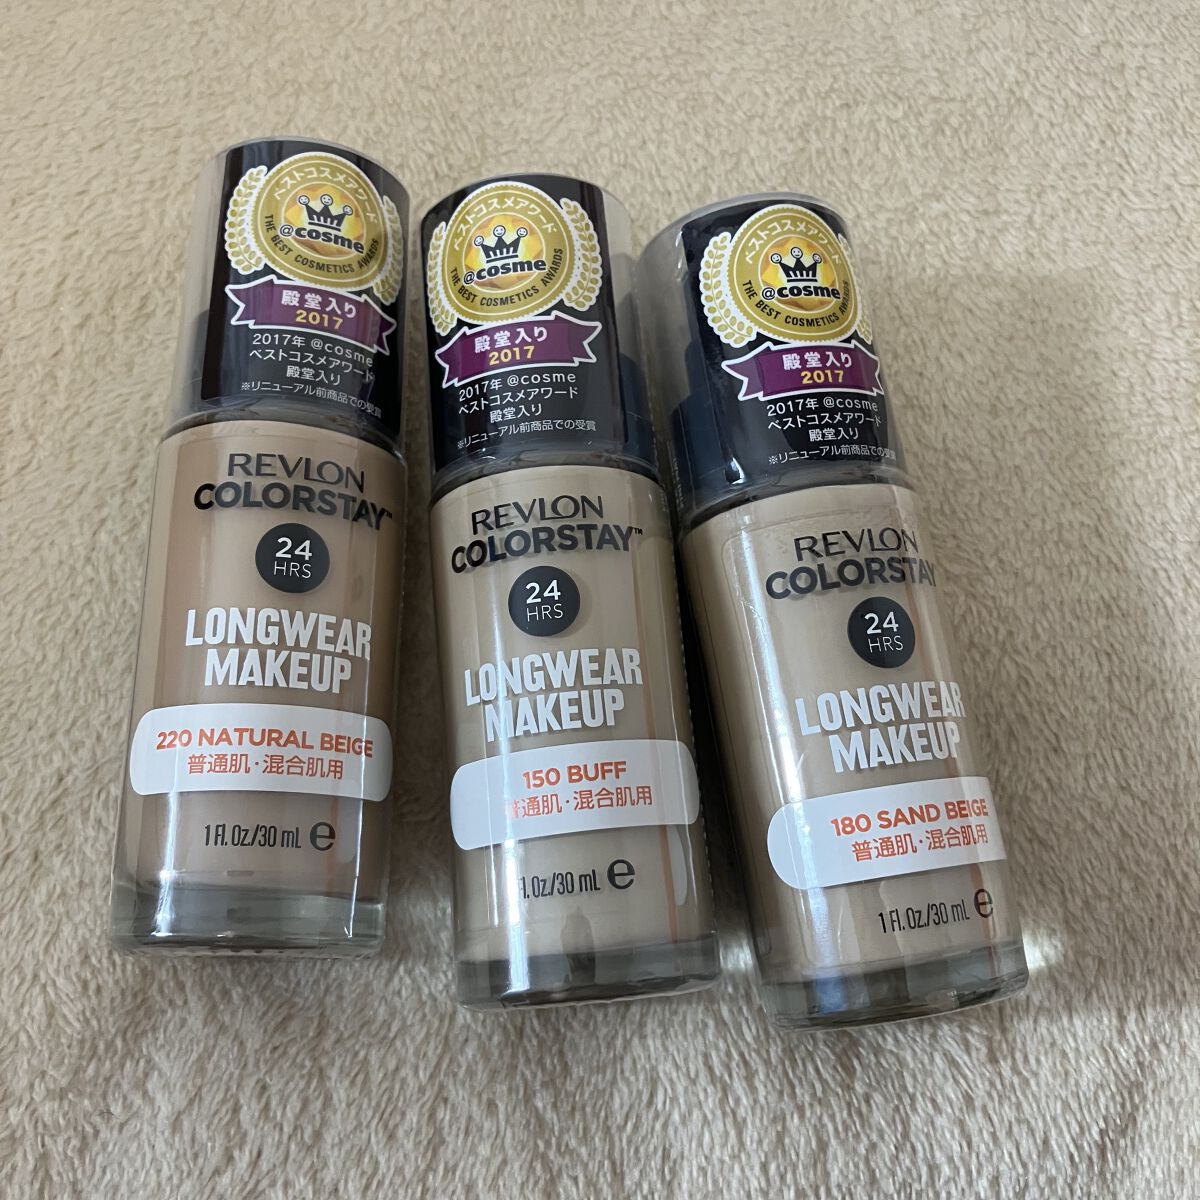 ベストコスメアワード
@cosme
THE BEST COSMETICS AWARDS
殿堂入り
2017
2017年 @cosme
ベストコスメアワード
殿堂入り
※リニューアル前商品での受賞
REVLON
COLORSTAY™
24
HRS
LONGWEAR
MAKEUP
220 NATURAL BEIGE
普通肌・混合肌用
1 Fl. Oz./30 mL e
ベストコスメアワード
@cosme
THE BEST COSMETICS AWARDS
殿堂入り
2017
2017年 @cosme
ベストコスメアワード
殿堂入り
※リニューアル前商品での受賞
REVLON
COLORSTAY™
24
HRS
LONGWEAR
MAKEUP
150 BUFF
普通肌・混合肌用
Fl. Oz./30 mL e
ベストコスメアワード
@cosme
THE BEST COSMETICS AWARDS
殿堂入り
2017
2017年 @cosme
ベストコスメアワード
殿堂入り
※リニューアル前商品での受賞
REVLON
COLORSTAY
24
HRS
LONGWEAR
MAKEUP
180 SAND BEIGE
普通肌・混合肌用
1 Fl. Oz./30 mL e